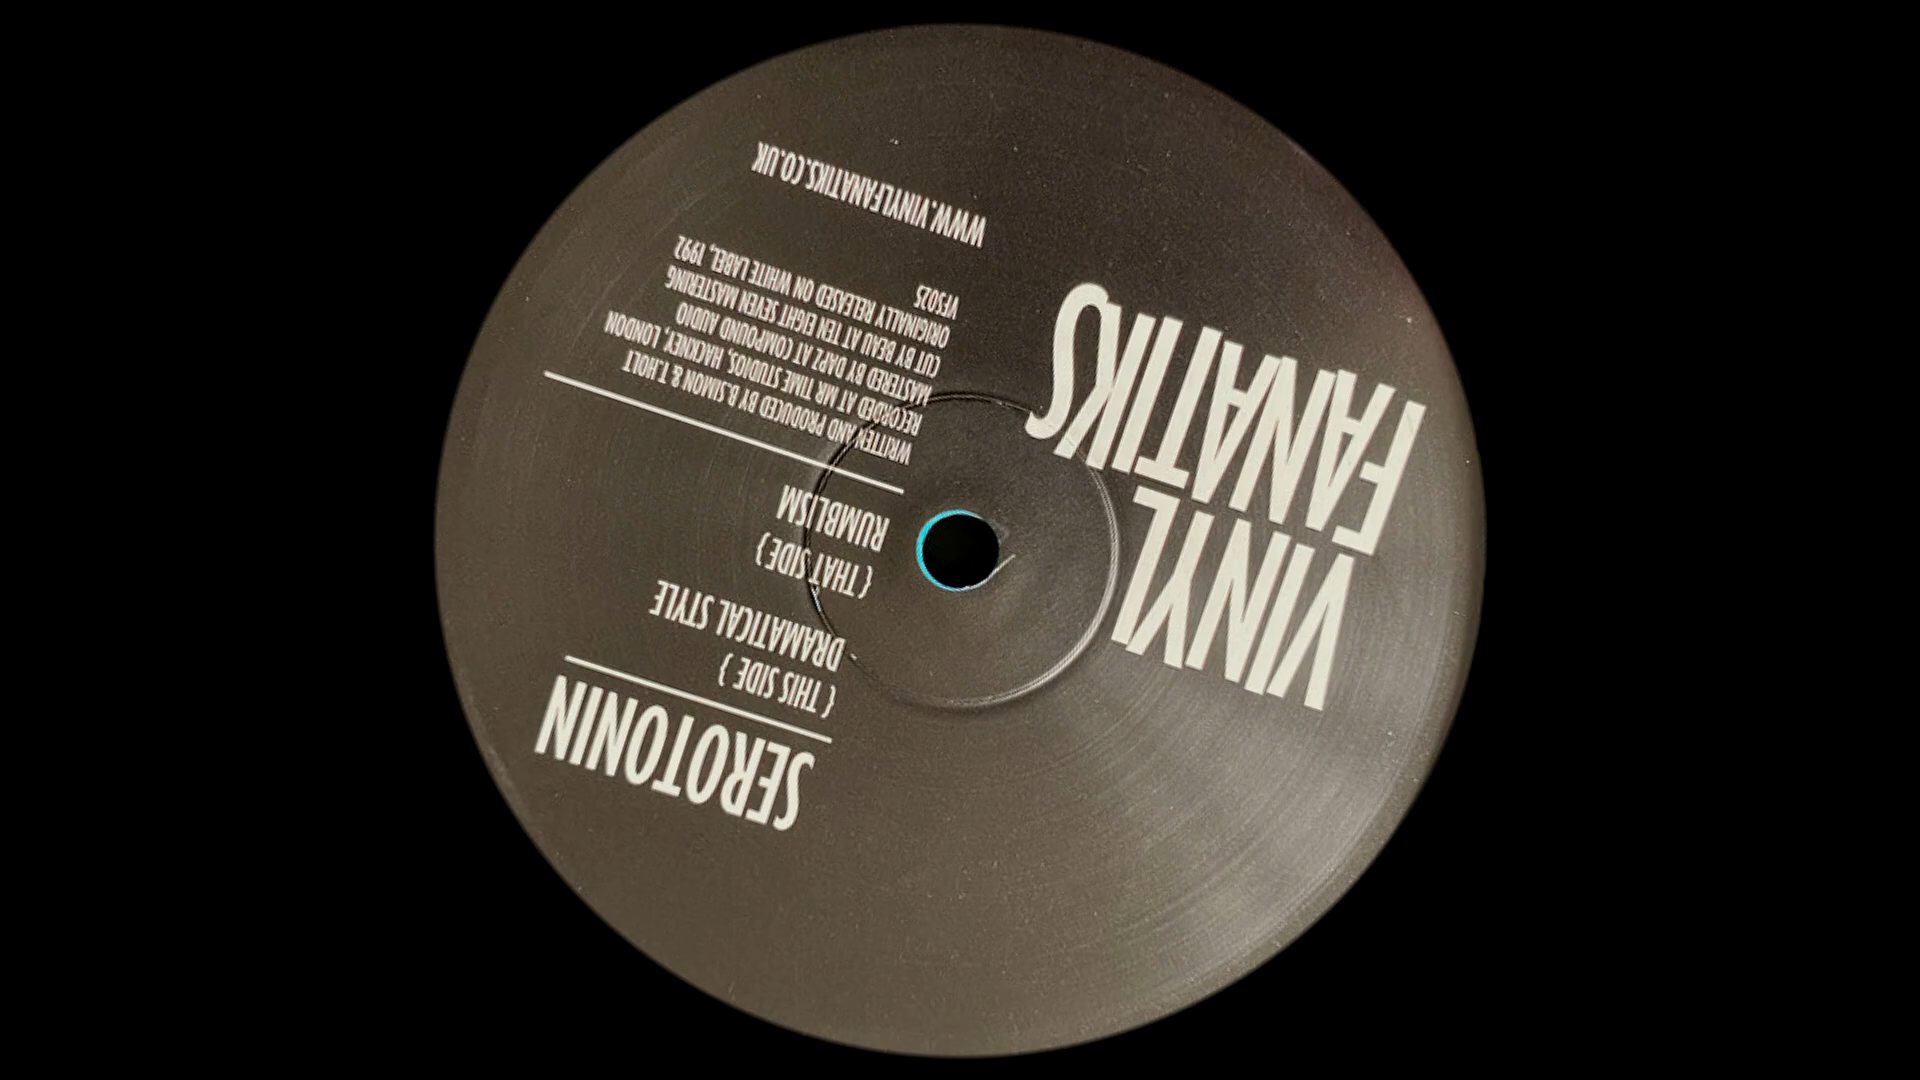 VINYL
FANATIKS
SEROTONIN
{ THIS SIDE }
DRAMATICAL STYLE
{ THAT SIDE }
RUMBLISM
WRITTEN AND PRODUCED BY B.SIMON & T.HOLT
RECORDED AT MR TIME STUDIOS, HACKNEY, LONDON
MASTERED BY DAPZ AT COMPOUND AUDIO
CUT BY BEAU AT TEN EIGHT SEVEN MASTERING
ORIGINALLY RELEASED ON WHITE LABEL, 1992
VFS025
WWW.VINYLFANATIKS.CO.UK